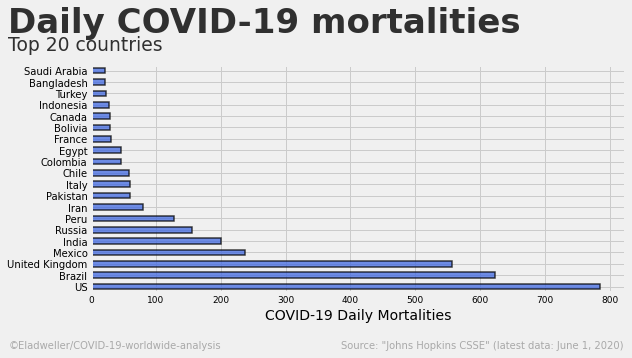 Daily COVID-19 mortalities
Top 20 countries
Saudi Arabia
Bangladesh
Turkey
Indonesia
Canada
Bolivia
France
Egypt
Colombia
Chile
Italy
Pakistan
Iran
Peru
Russia
India
Mexico
United Kingdom
Brazil
US
0 100 200 300 400 500 600 700 800
COVID-19 Daily Mortalities
©Eladweller/COVID-19-worldwide-analysis Source: "Johns Hopkins CSSE" (latest data: June 1, 2020)